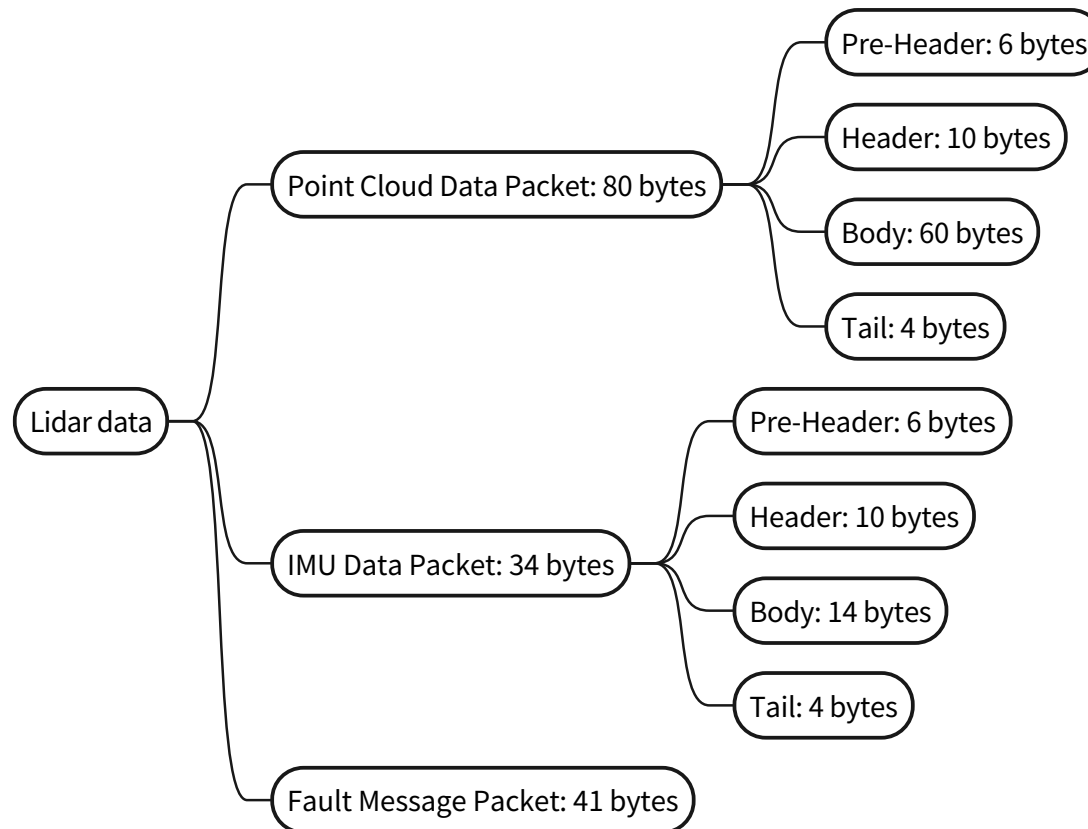 Lidar data
Point Cloud Data Packet: 80 bytes
Pre-Header: 6 bytes
Header: 10 bytes
Body: 60 bytes
Tail: 4 bytes
IMU Data Packet: 34 bytes
Pre-Header: 6 bytes
Header: 10 bytes
Body: 14 bytes
Tail: 4 bytes
Fault Message Packet: 41 bytes